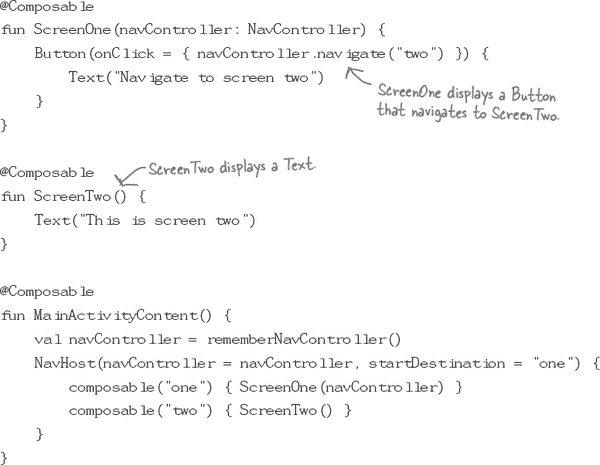 @Composable
fun ScreenOne(navController: NavController) {
    Button(onClick = { navController.navigate("two") }) {
        Text("Navigate to screen two")
    }
}
ScreenOne displays a Button
that navigates to ScreenTwo.
@Composable
ScreenTwo displays a Text.
fun ScreenTwo() {
    Text("This is screen two")
}
@Composable
fun MainActivityContent() {
    val navController = rememberNavController()
    NavHost(navController = navController, startDestination = "one") {
        composable("one") { ScreenOne(navController) }
        composable("two") { ScreenTwo() }
    }
}